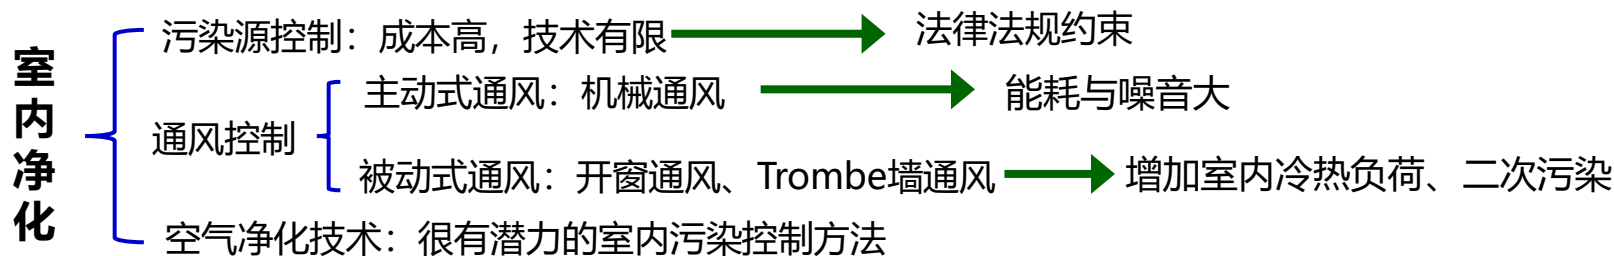 室内净化
污染源控制：成本高，技术有限 法律法规约束
主动式通风：机械通风 能耗与噪音大
通风控制
被动式通风：开窗通风、Trombe墙通风 增加室内冷热负荷、二次污染
空气净化技术：很有潜力的室内污染控制方法